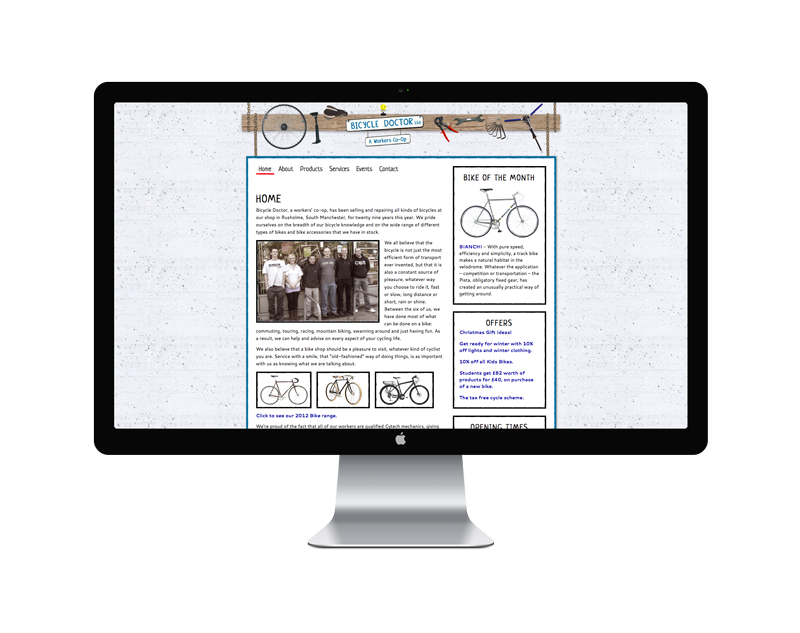 BICYCLE DOCTOR Ltd
A Workers Co-Op
Home About Products Services Events Contact
HOME
Bicycle Doctor, a workers' co-op, has been selling and repairing all kinds of bicycles at
our shop in Rusholme, South Manchester, for twenty nine years this year. We pride
ourselves on the breadth of our bicycle knowledge and on the wide range of different
types of bikes and bike accessories that we have in stock.
We all believe that the
bicycle is not just the most
efficient form of transport
ever invented, but that it is
also a constant source of
pleasure, whatever way
you choose to ride it, fast
or slow, long distance or
short, rain or shine.
Between the six of us, we
have done most of what
can be done on a bike:
commuting, touring, racing, mountain biking, swanning around and just having fun. As
a result, we can help and advise on every aspect of your cycling life.
We also believe that a bike shop should be a pleasure to visit, whatever kind of cyclist
you are. Service with a smile, that "old-fashioned" way of doing things, is as important
with us as knowing what we are talking about.
Click to see our 2012 Bike range.
We're proud of the fact that all of our workers are qualified Cytech mechanics, giving
BIKE OF THE MONTH
BIANCHI – With pure speed,
efficiency and simplicity, a track bike
makes a natural habitat in the
velodrome. Whatever the application
– competition or transportation – the
Pista, obligatory fixed gear, has
created an unusually practical way of
getting around.
OFFERS
Christmas Gift Ideas!
Get ready for winter with 10%
off lights and winter clothing.
10% off all Kids Bikes.
Students get £82 worth of
products for £40, on purchase
of a new bike.
The tax free cycle scheme.
OPENING TIMES